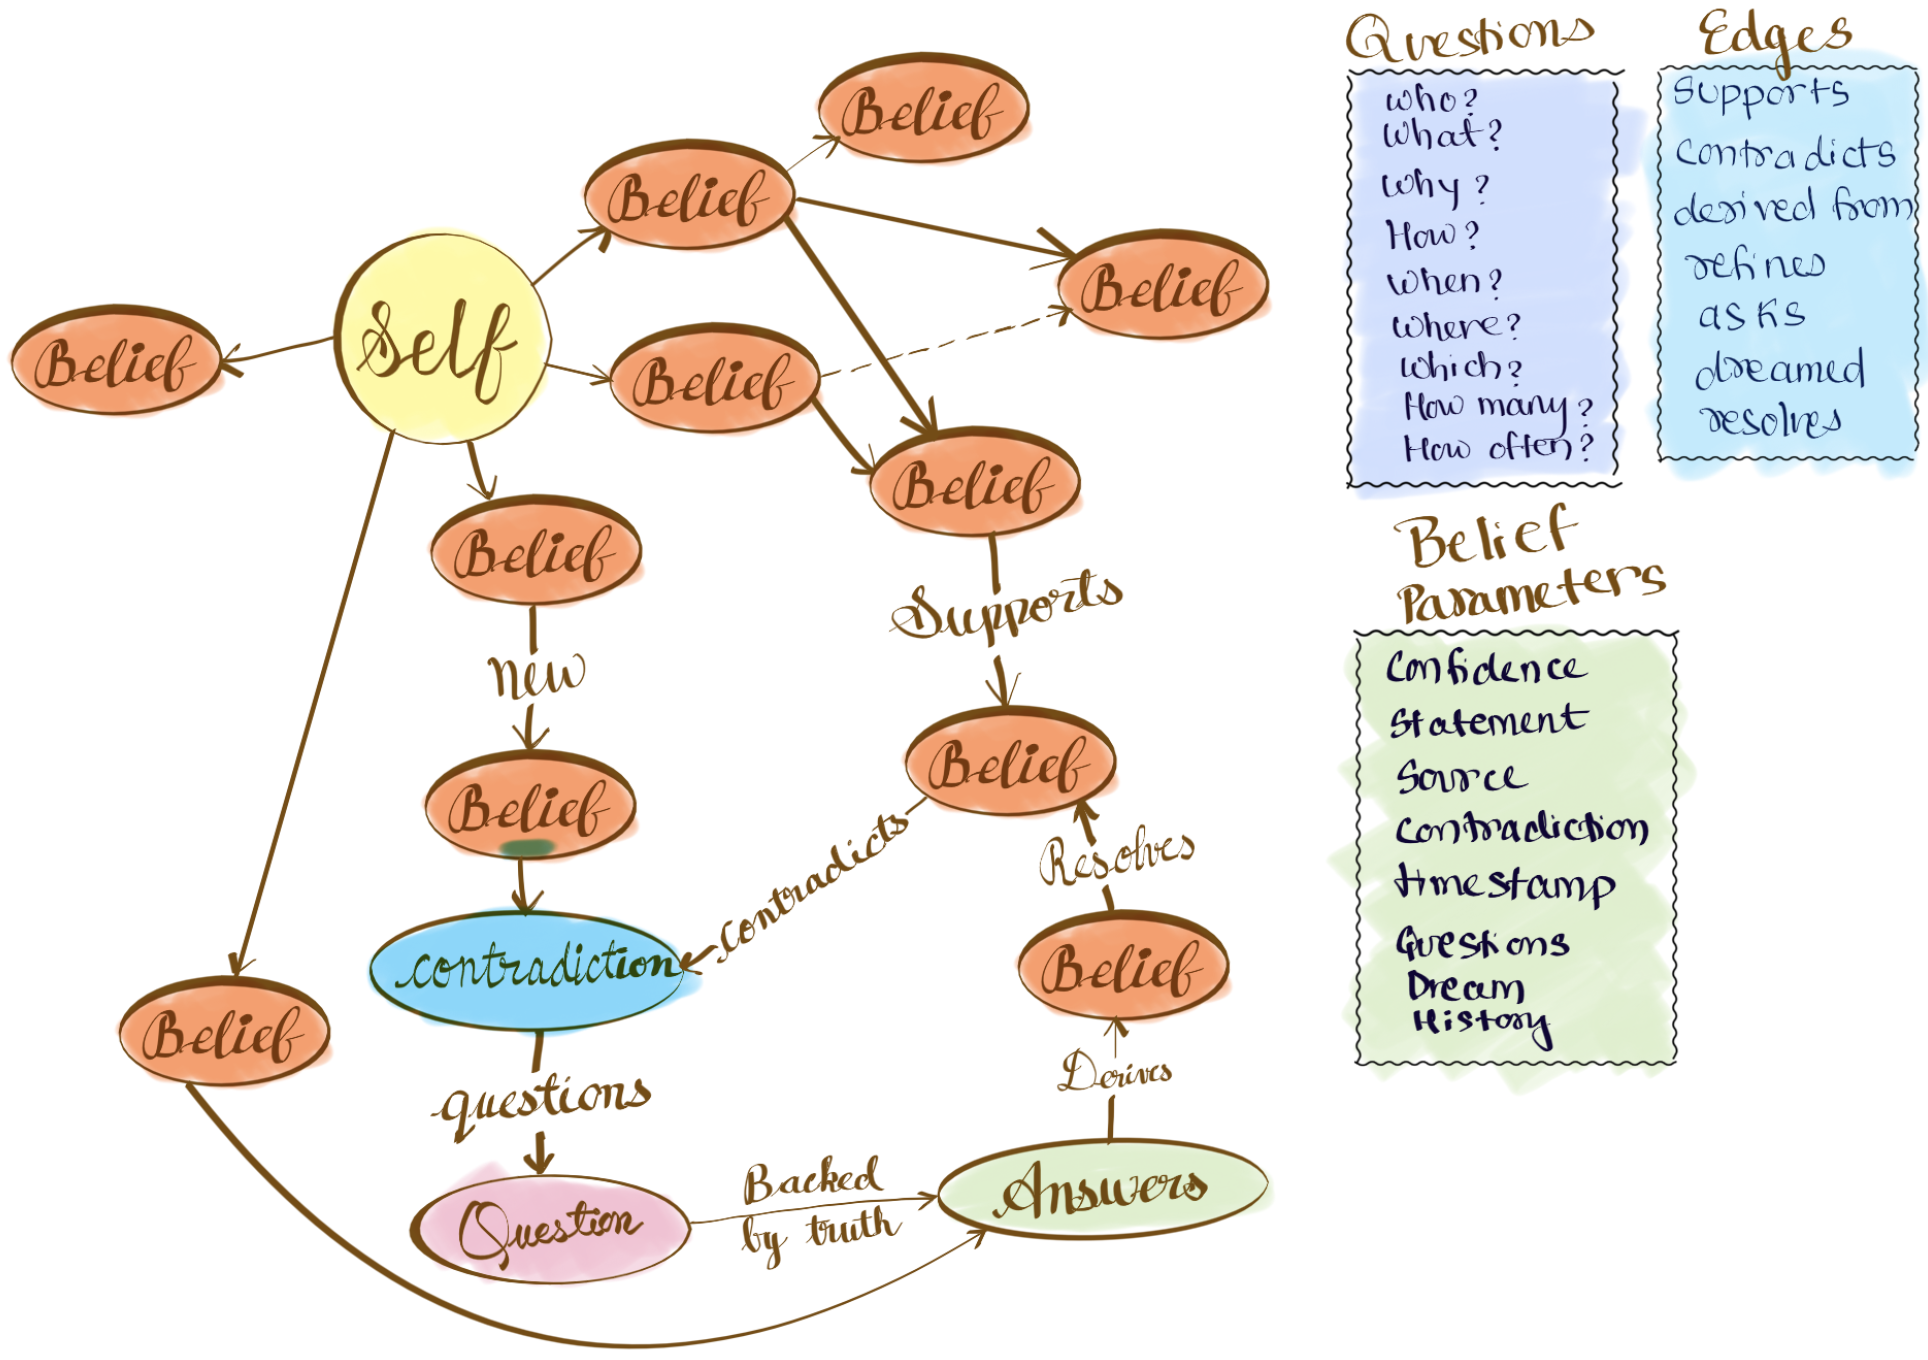 Belief
Belief
Belief
Self
Belief
Belief
Belief
Belief
Belief
Supports
new
Belief
Belief
contradicts
Resolves
contradiction
Belief
Belief
Derives
questions
Backed
by truth
Answers
Question
Questions
who?
what?
why?
How?
when?
where?
which?
How many?
How often?
Edges
Supports
contradicts
derived from
refines
asks
dreamed
resolves
Belief
Parameters
Confidence
Statement
Source
Contradiction
timestamp
Questions
Dream
History